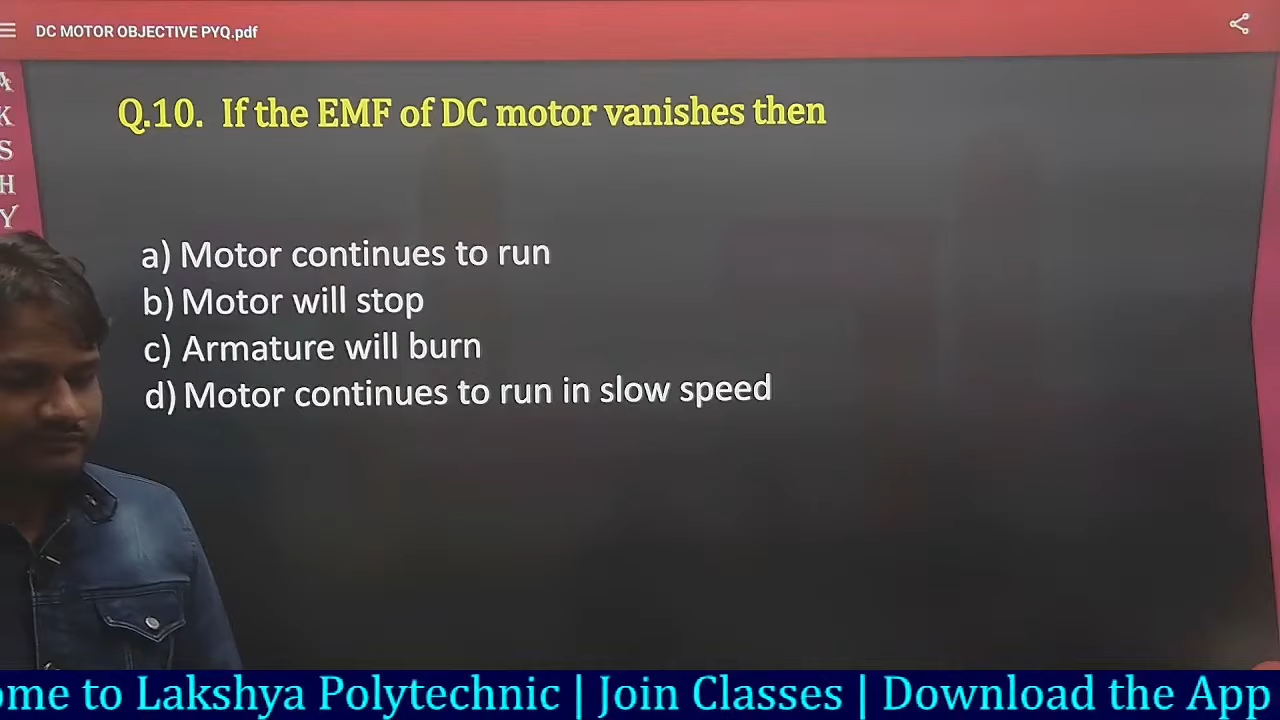 DC MOTOR OBJECTIVE PYQ.pdf
A
K
S
H
Y
Q.10. If the EMF of DC motor vanishes then
a) Motor continues to run
b) Motor will stop
c) Armature will burn
d) Motor continues to run in slow speed
ome to Lakshya Polytechnic | Join Classes | Download the App